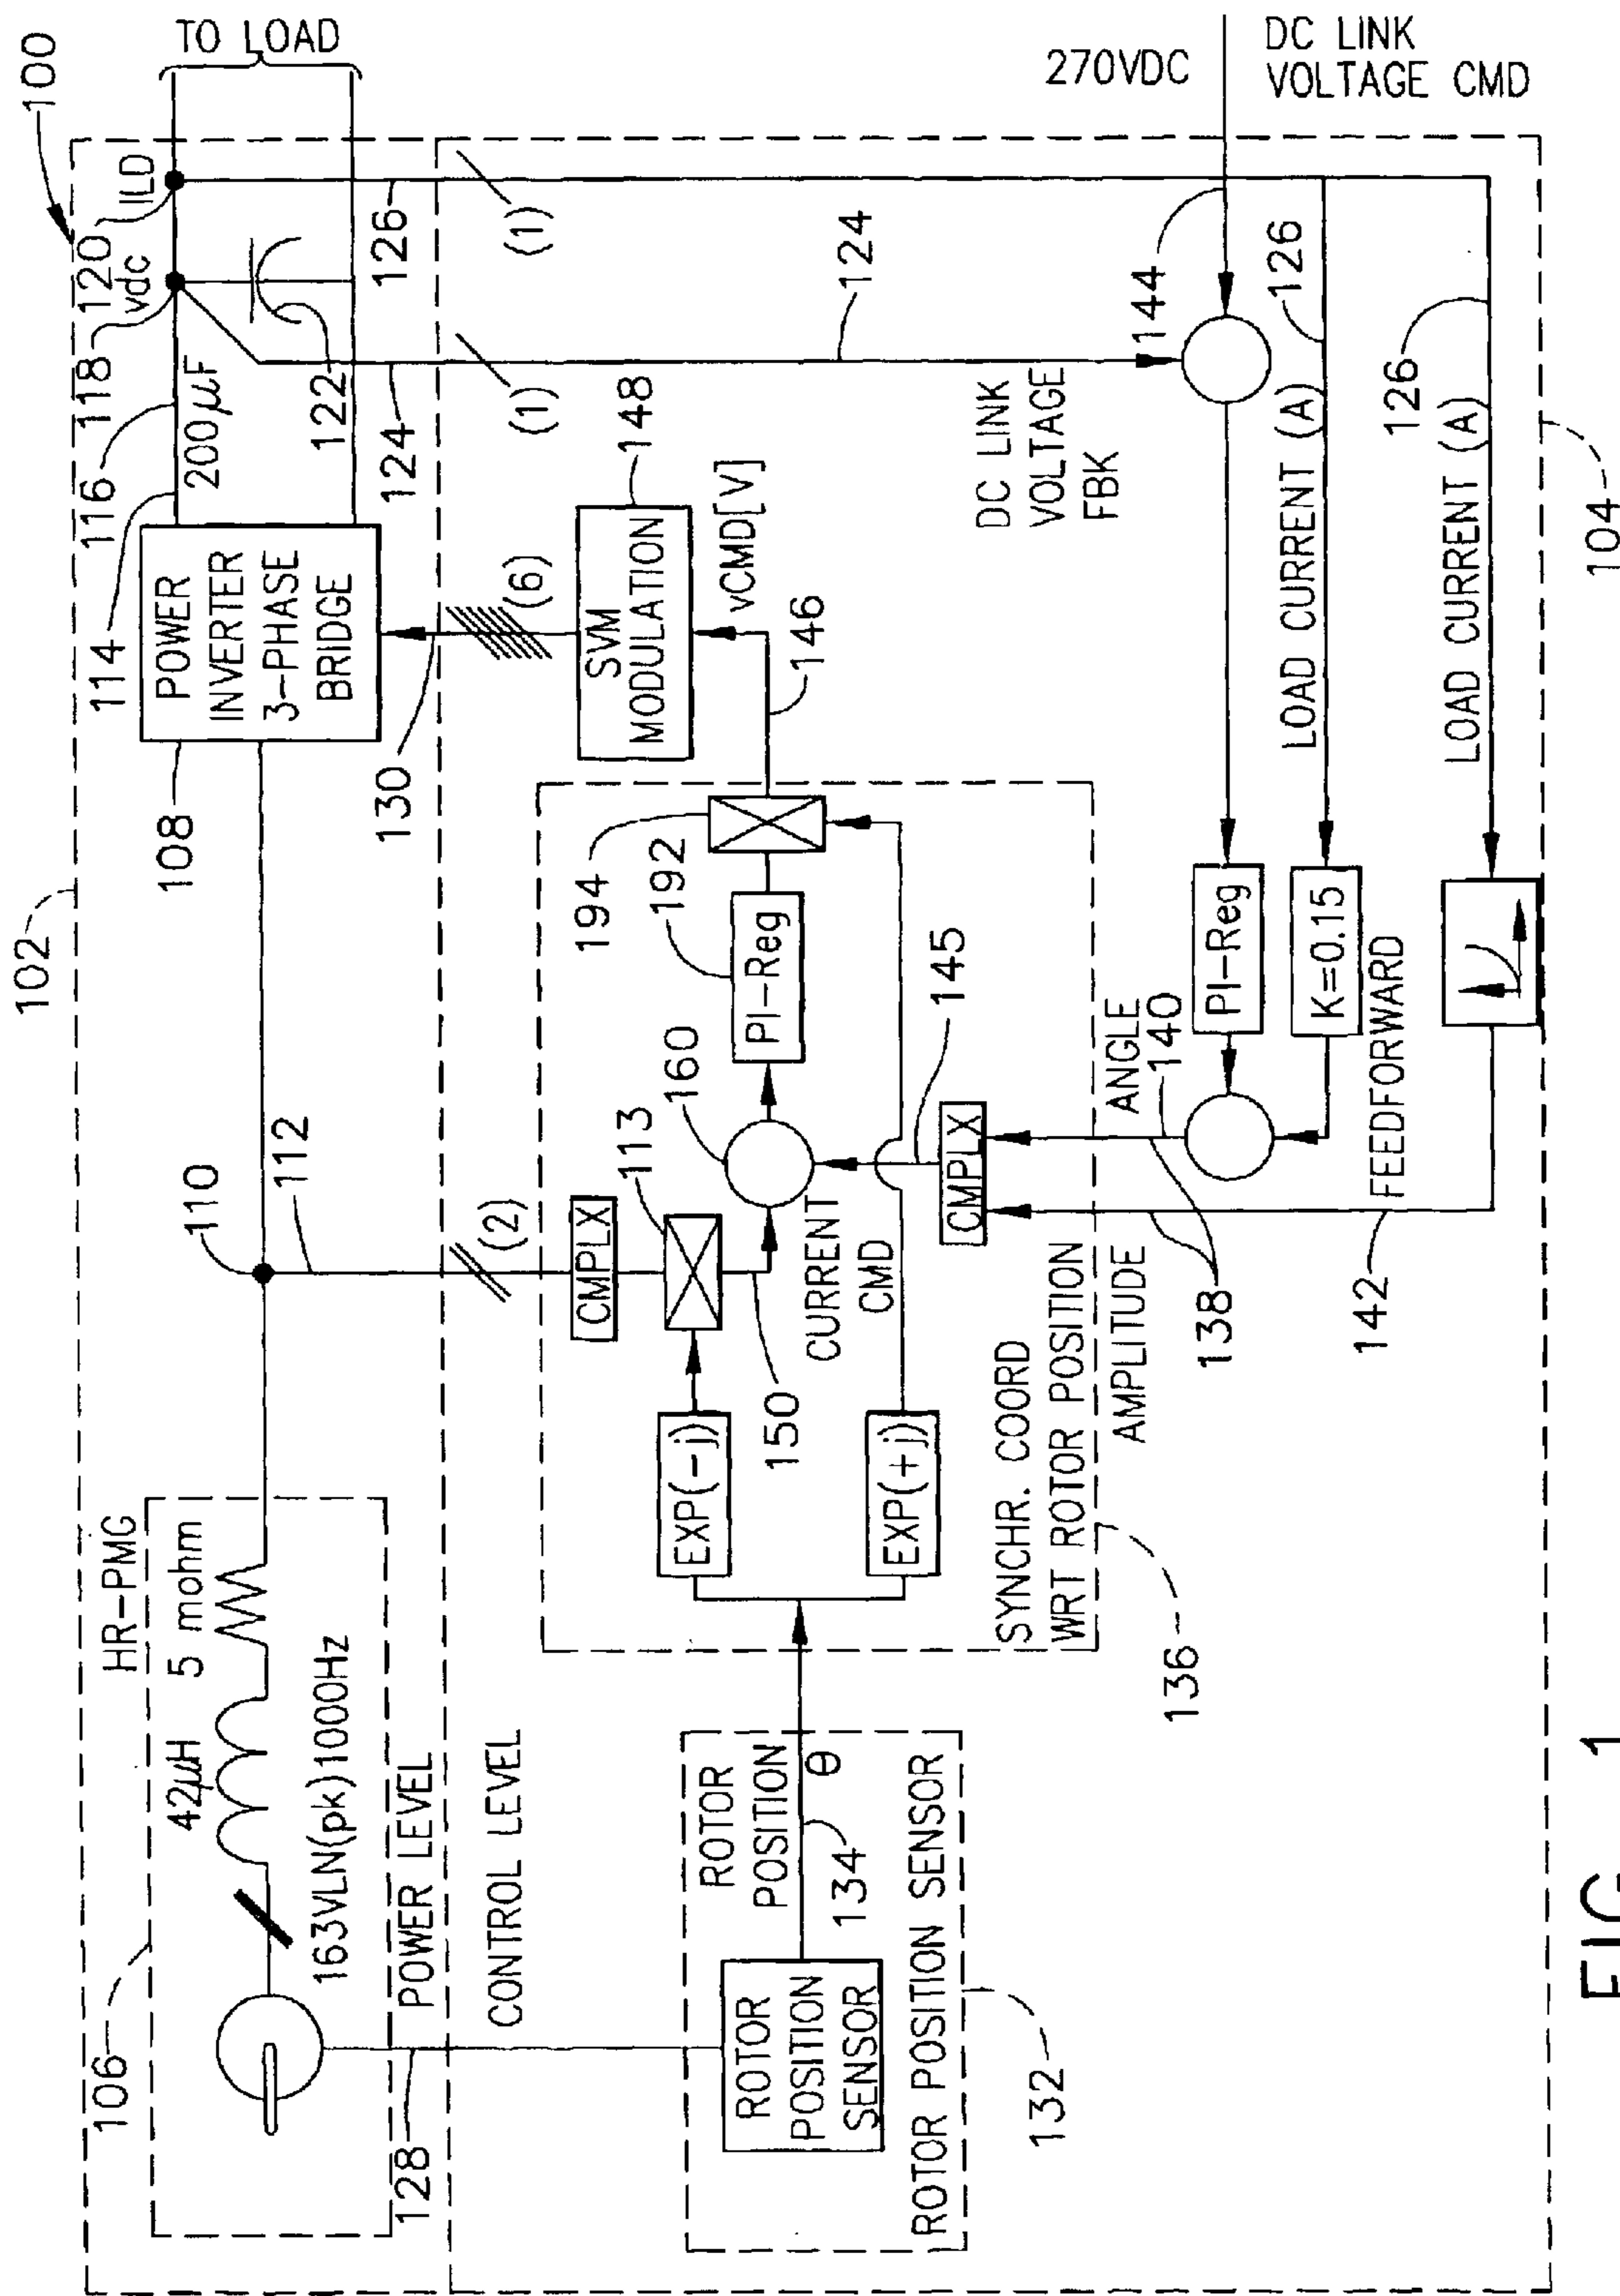 100
TO LOAD
102
HR-PMG
106
42µH
5 mohm
163VLN(pk)1000Hz
110
112
108
POWER
INVERTER
3-PHASE
BRIDGE
114
116
200µF
118
vdc
120
ILD
122
124
126
POWER LEVEL
CONTROL LEVEL
128
(2)
130
(6)
(1)
(1)
SVM
MODULATION
148
vCMD[V]
146
CMPLX
113
160
194
192
PI-Reg
EXP(-j)
150
CURRENT
CMD
EXP(+j)
145
CMPLX
SYNCHR. COORD
WRT ROTOR POSITION
136
ROTOR
POSITION
θ
134
ROTOR
POSITION
SENSOR
ROTOR POSITION SENSOR
132
124
DC LINK
VOLTAGE
FBK
144
270VDC
DC LINK
VOLTAGE CMD
ANGLE
140
PI-Reg
126
LOAD CURRENT (A)
K=0.15
FEEDFORWARD
AMPLITUDE
138
142
126
LOAD CURRENT (A)
104
FIG. 1